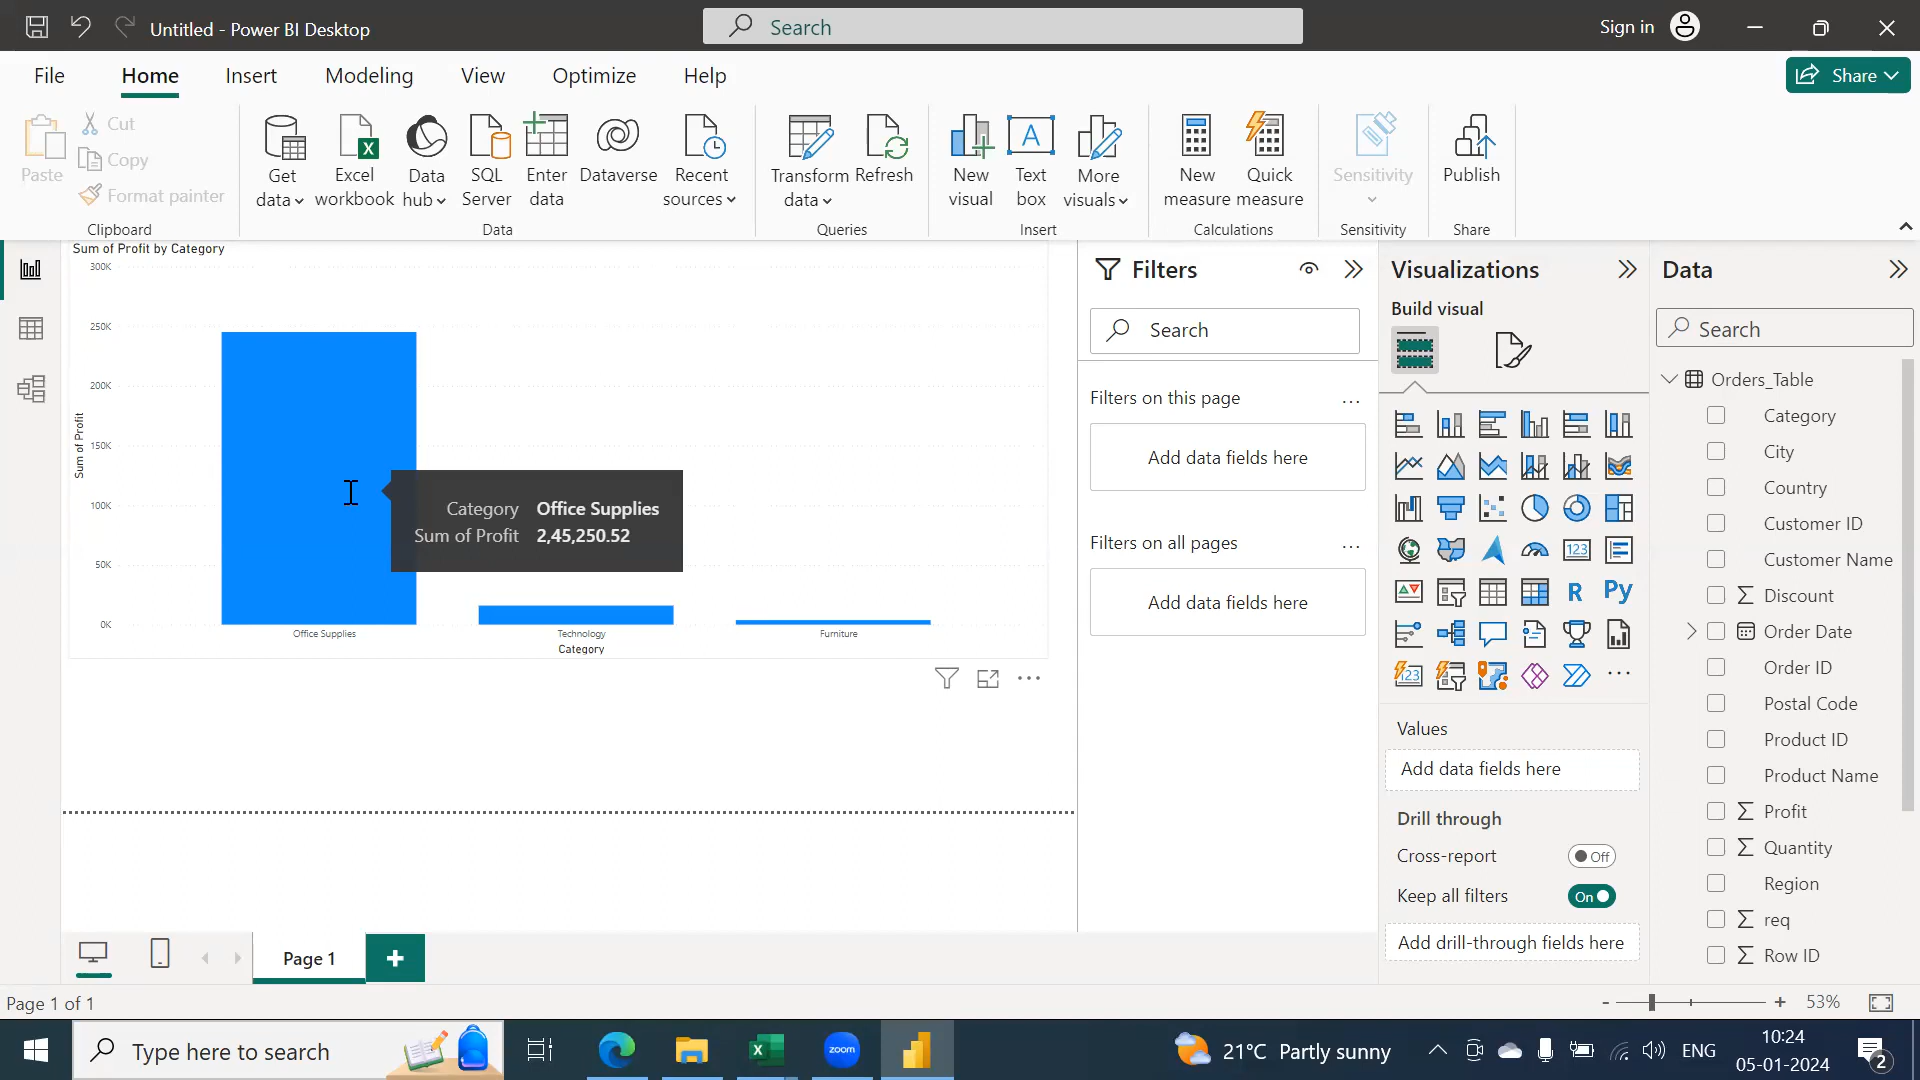 Untitled - Power BI Desktop
Search
Sign in
File
Home
Insert
Modeling
View
Optimize
Help
Share
Paste
Cut
Copy
Format painter
Clipboard
Get data
Excel workbook
Data hub
SQL Server
Enter data
Dataverse
Recent sources
Data
Transform data
Refresh
Queries
New visual
Text box
More visuals
Insert
New measure
Quick measure
Calculations
Sensitivity
Sensitivity
Publish
Share
Sum of Profit by Category
300K
250K
200K
150K
100K
50K
0K
Sum of Profit
Category Office Supplies
Sum of Profit 2,45,250.52
Office Supplies
Technology
Furniture
Category
Filters
Search
Filters on this page
Add data fields here
Filters on all pages
Add data fields here
Visualizations
Build visual
123
R
Py
123
Values
Add data fields here
Drill through
Cross-report
Off
Keep all filters
On
Add drill-through fields here
Data
Search
Orders_Table
Category
City
Country
Customer ID
Customer Name
Discount
Order Date
Order ID
Postal Code
Product ID
Product Name
Profit
Quantity
Region
req
Row ID
Page 1
Page 1 of 1
53%
Type here to search
zoom
21°C Partly sunny
ENG
10:24
05-01-2024
2